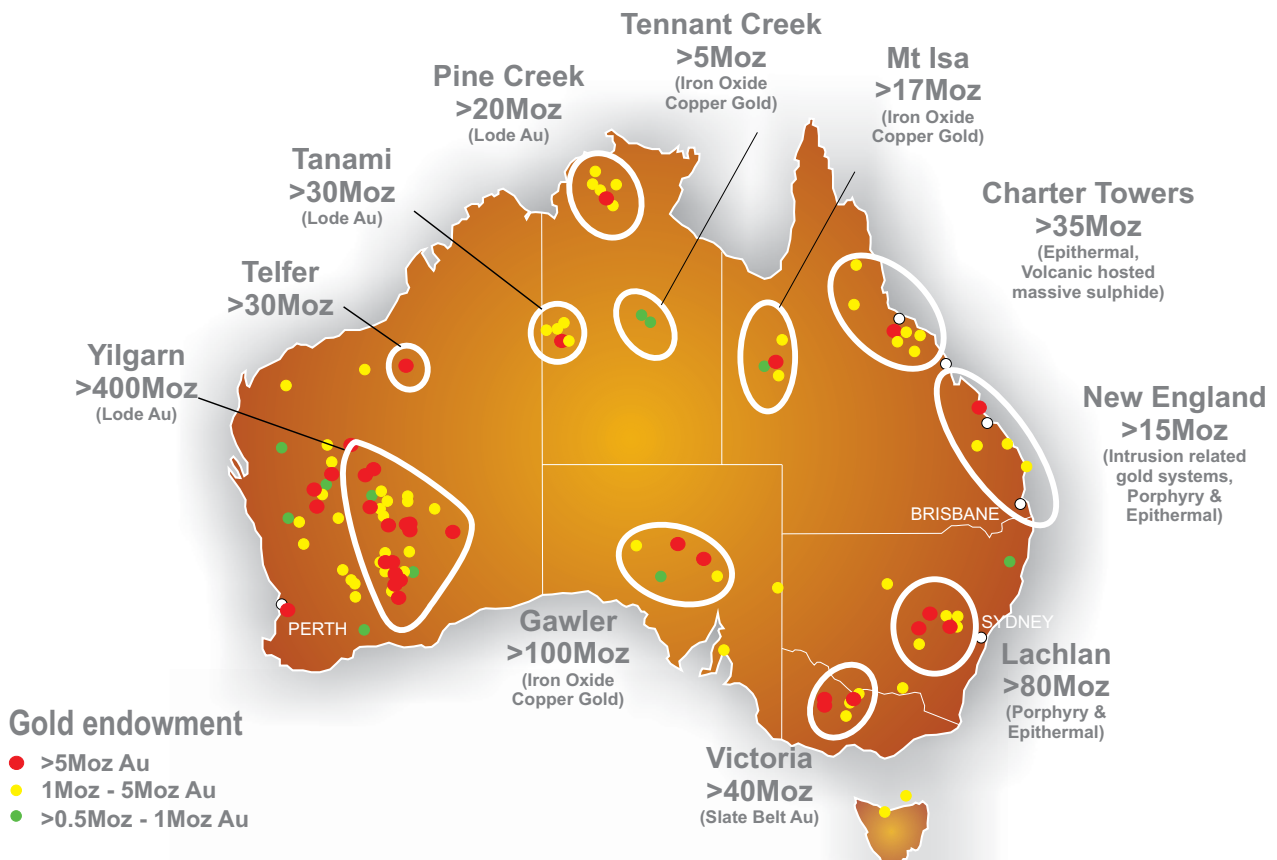 Tennant Creek
>5Moz
(Iron Oxide
Copper Gold)
Mt Isa
>17Moz
(Iron Oxide
Copper Gold)
Pine Creek
>20Moz
(Lode Au)
Tanami
>30Moz
(Lode Au)
Charter Towers
>35Moz
(Epithermal,
Volcanic hosted
massive sulphide)
Telfer
>30Moz
Yilgarn
>400Moz
(Lode Au)
New England
>15Moz
(Intrusion related
gold systems,
Porphyry &
Epithermal)
BRISBANE
PERTH
SYDNEY
Gawler
>100Moz
(Iron Oxide
Copper Gold)
Lachlan
>80Moz
(Porphyry &
Epithermal)
Victoria
>40Moz
(Slate Belt Au)
Gold endowment
>5Moz Au
1Moz - 5Moz Au
>0.5Moz - 1Moz Au